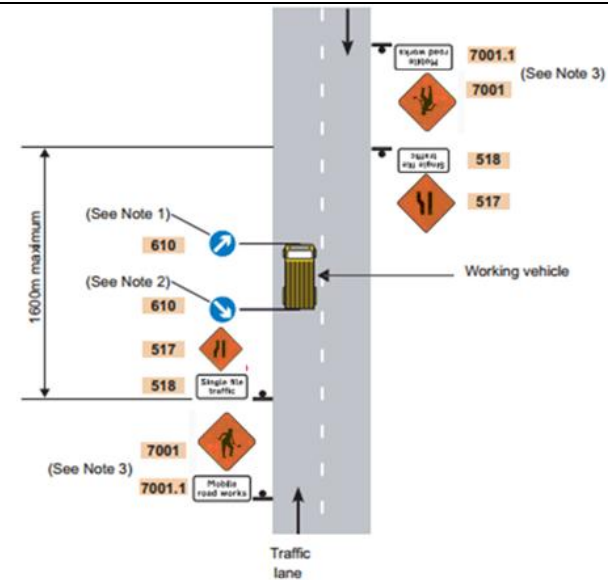 Mobile
road works
7001.1
(See Note 3)
7001
Single file
traffic
518
517
1600m maximum
(See Note 1)
610
Working vehicle
(See Note 2)
610
517
518
Single file
traffic
7001
(See Note 3)
7001.1
Mobile
road works
Traffic
lane